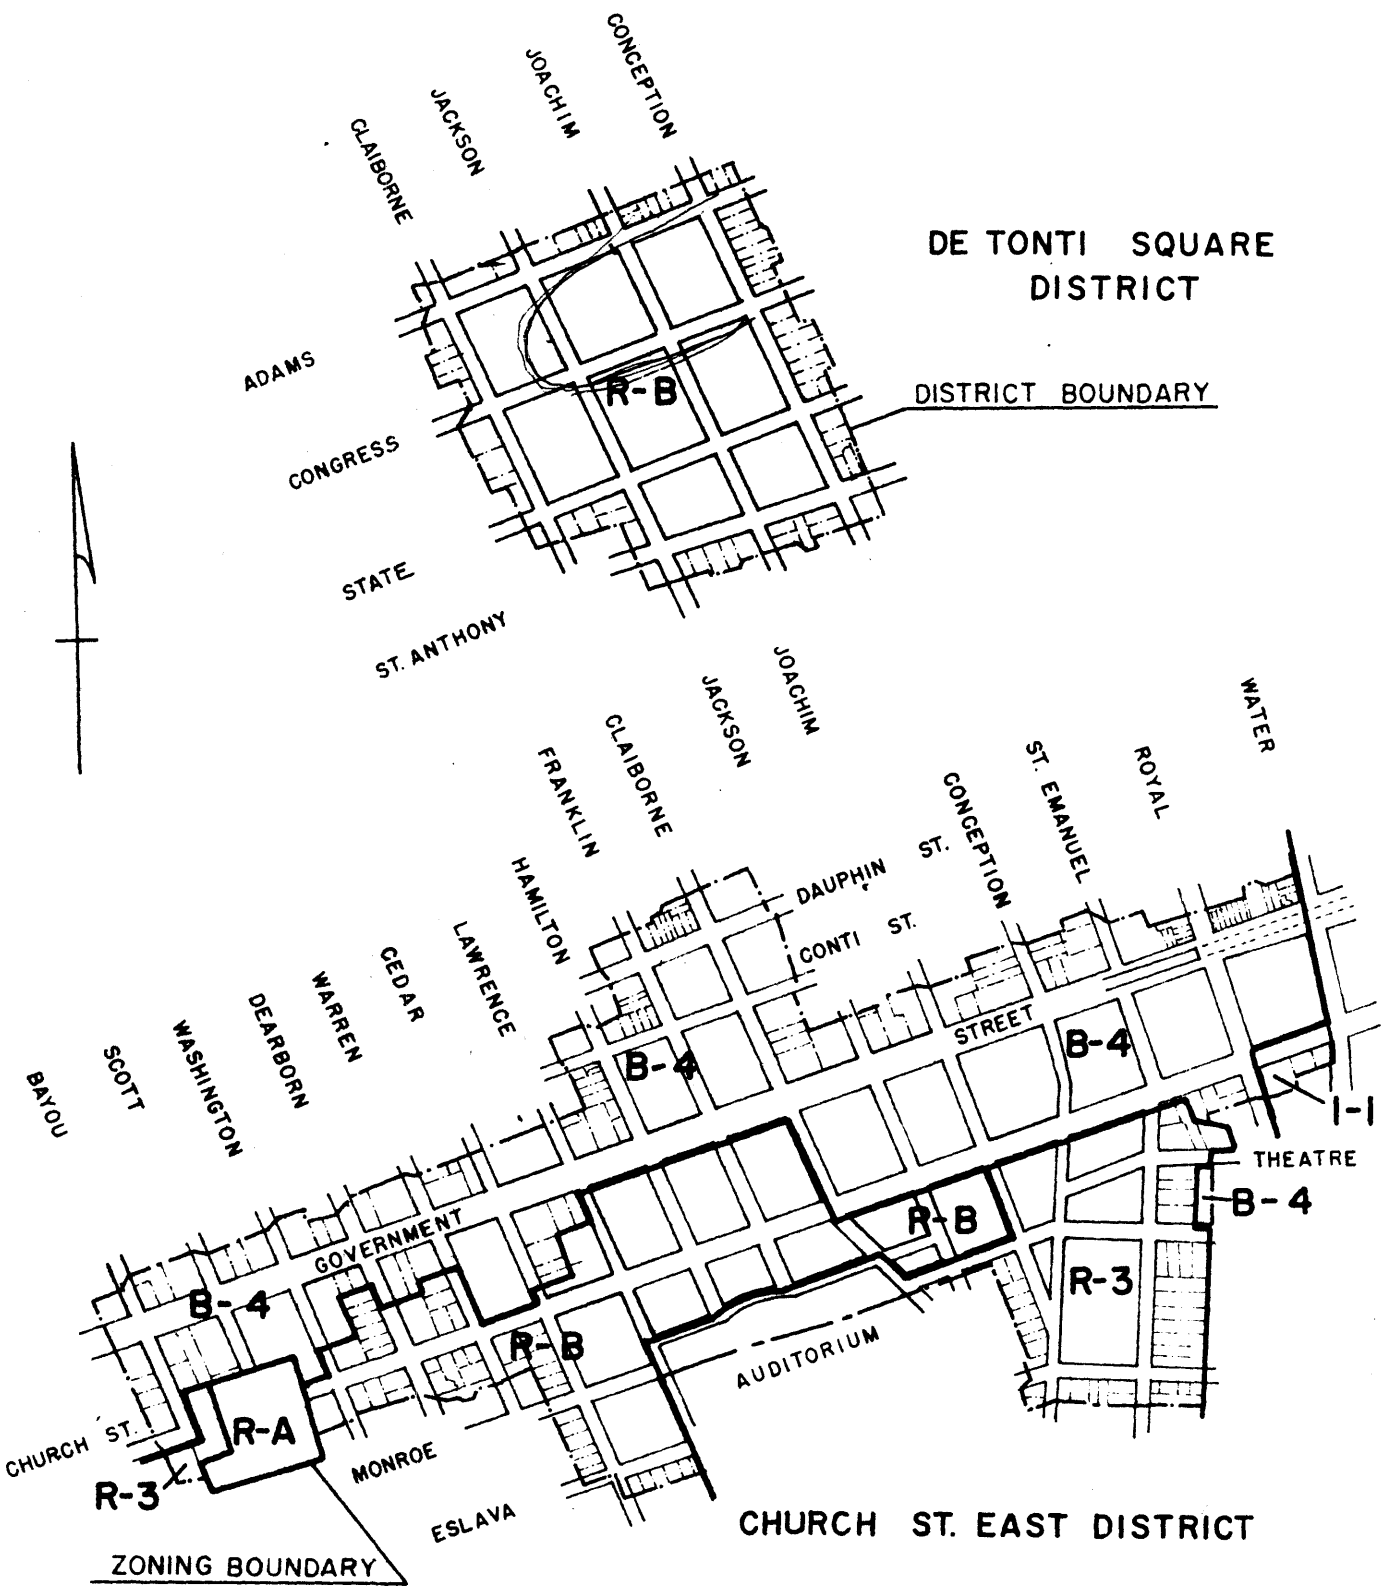 CONCEPTION
JOACHIM
JACKSON
CLAIBORNE
DE TONTI SQUARE
DISTRICT
ADAMS
R-B
DISTRICT BOUNDARY
CONGRESS
STATE
ST. ANTHONY
JOACHIM
JACKSON
WATER
CLAIBORNE
FRANKLIN
ST. EMANUEL
ROYAL
CONCEPTION
HAMILTON
DAUPHIN ST.
CONTI ST.
LAWRENCE
CEDAR
WARREN
DEARBORN
WASHINGTON
SCOTT
BAYOU
STREET
B-4
B-4
I-1
THEATRE
B-4
R-B
GOVERNMENT
R-3
B-4
R-B
AUDITORIUM
R-A
CHURCH ST.
MONROE
R-3
ESLAVA
CHURCH ST. EAST DISTRICT
ZONING BOUNDARY